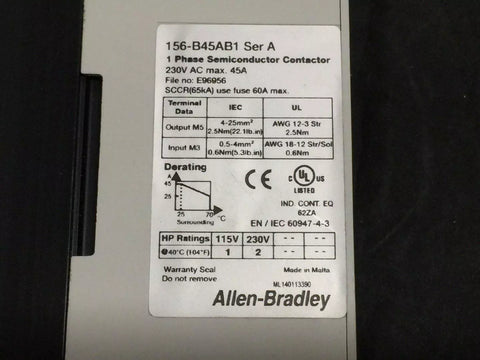 156-B45AB1 Ser A
1 Phase Semiconductor Contactor
230V AC max. 45A
File no: E96956
SCCR(65kA) use fuse 60A max.
Terminal Data IEC UL
Output M5 4-25mm² 2.5Nm(22.1lb.in) AWG 12-3 Str 2.5Nm
Input M3 0.5-4mm² 0.6Nm(5.3lb.in) AWG 18-12 Str/Sol 0.6Nm
Derating
A
45
25
25 70 °C
Surrounding
CE
C UL US
LISTED
IND. CONT. EQ
62ZA
EN / IEC 60947-4-3
HP Ratings 115V 230V -- --
@40°C (104°F) 1 2 -- --
Warranty Seal
Do not remove
Made in Malta
ML140113390
Allen-Bradley